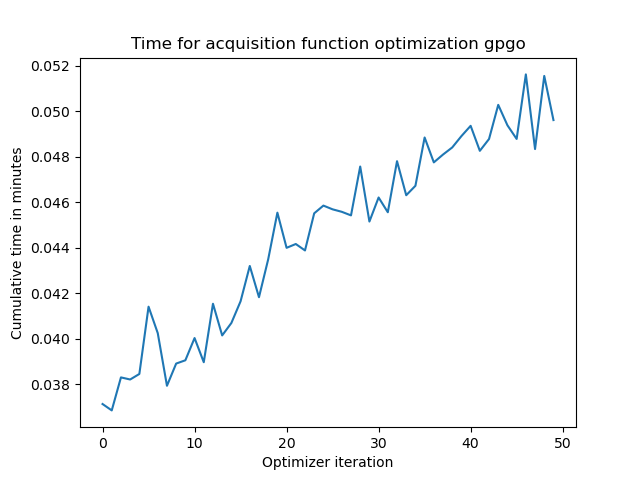 Time for acquisition function optimization gpgo
0.052
0.050
0.048
0.046
0.044
0.042
0.040
0.038
Cumulative time in minutes
0 10 20 30 40 50
Optimizer iteration